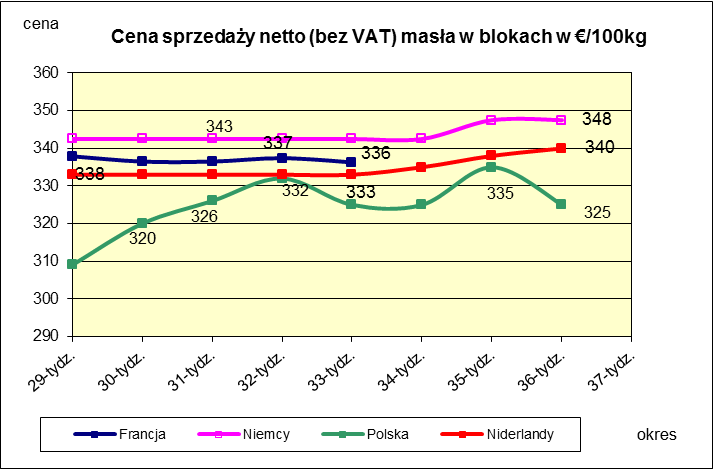 cena
Cena sprzedaży netto (bez VAT) masła w blokach w €/100kg
360
350
340
330
320
310
300
290
343
337
336
348
340
338
320
326
332
333
335
325
29-tydz.
30-tydz.
31-tydz.
32-tydz.
33-tydz.
34-tydz.
35-tydz.
36-tydz.
37-tydz.
Francja Niemcy Polska Niderlandy
okres